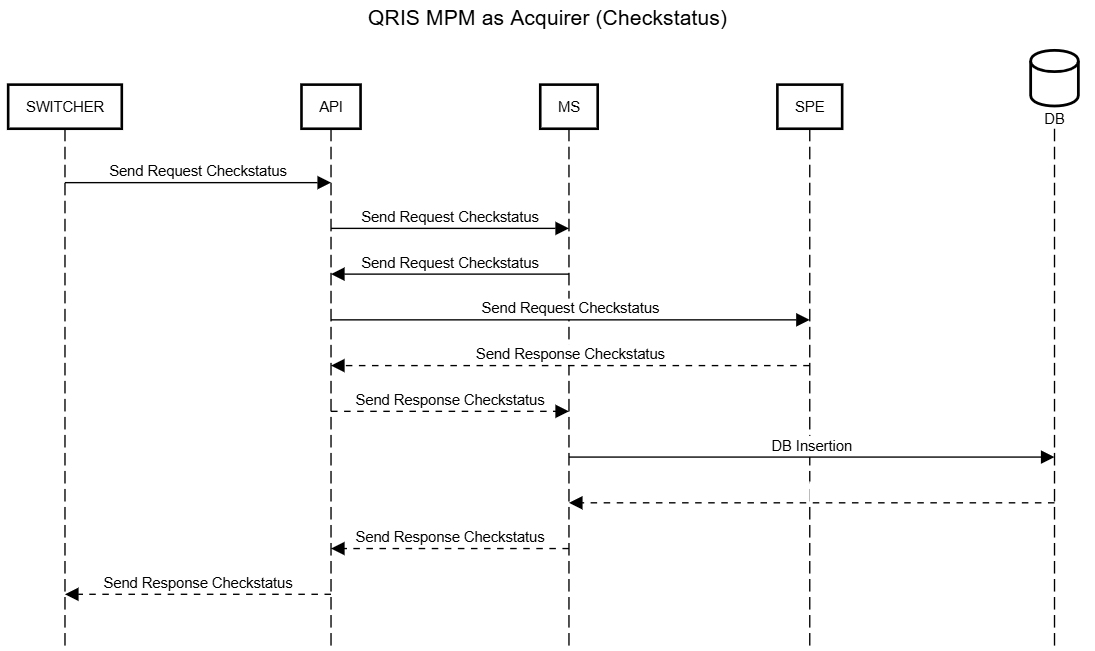 QRIS MPM as Acquirer (Checkstatus)
SWITCHER
API
MS
SPE
DB
Send Request Checkstatus
Send Request Checkstatus
Send Request Checkstatus
Send Request Checkstatus
Send Response Checkstatus
Send Response Checkstatus
DB Insertion
Send Response Checkstatus
Send Response Checkstatus